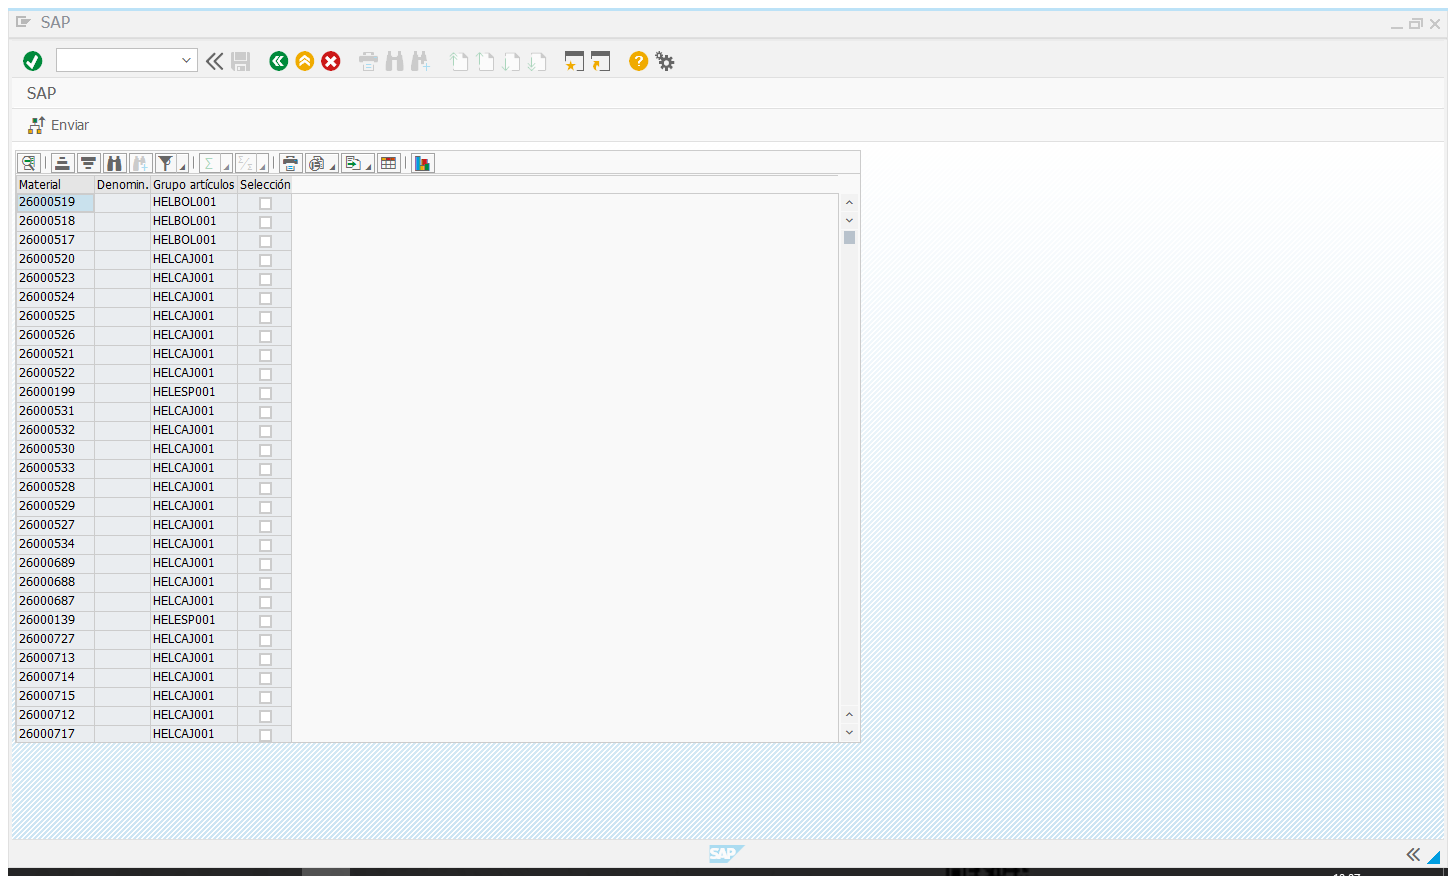 SAP
SAP
Enviar
Material Denomin. Grupo artículos Selección
26000519 HELBOL001
26000518 HELBOL001
26000517 HELBOL001
26000520 HELCAJ001
26000523 HELCAJ001
26000524 HELCAJ001
26000525 HELCAJ001
26000526 HELCAJ001
26000521 HELCAJ001
26000522 HELCAJ001
26000199 HELESP001
26000531 HELCAJ001
26000532 HELCAJ001
26000530 HELCAJ001
26000533 HELCAJ001
26000528 HELCAJ001
26000529 HELCAJ001
26000527 HELCAJ001
26000534 HELCAJ001
26000689 HELCAJ001
26000688 HELCAJ001
26000687 HELCAJ001
26000139 HELESP001
26000727 HELCAJ001
26000713 HELCAJ001
26000714 HELCAJ001
26000715 HELCAJ001
26000712 HELCAJ001
26000717 HELCAJ001
SAP